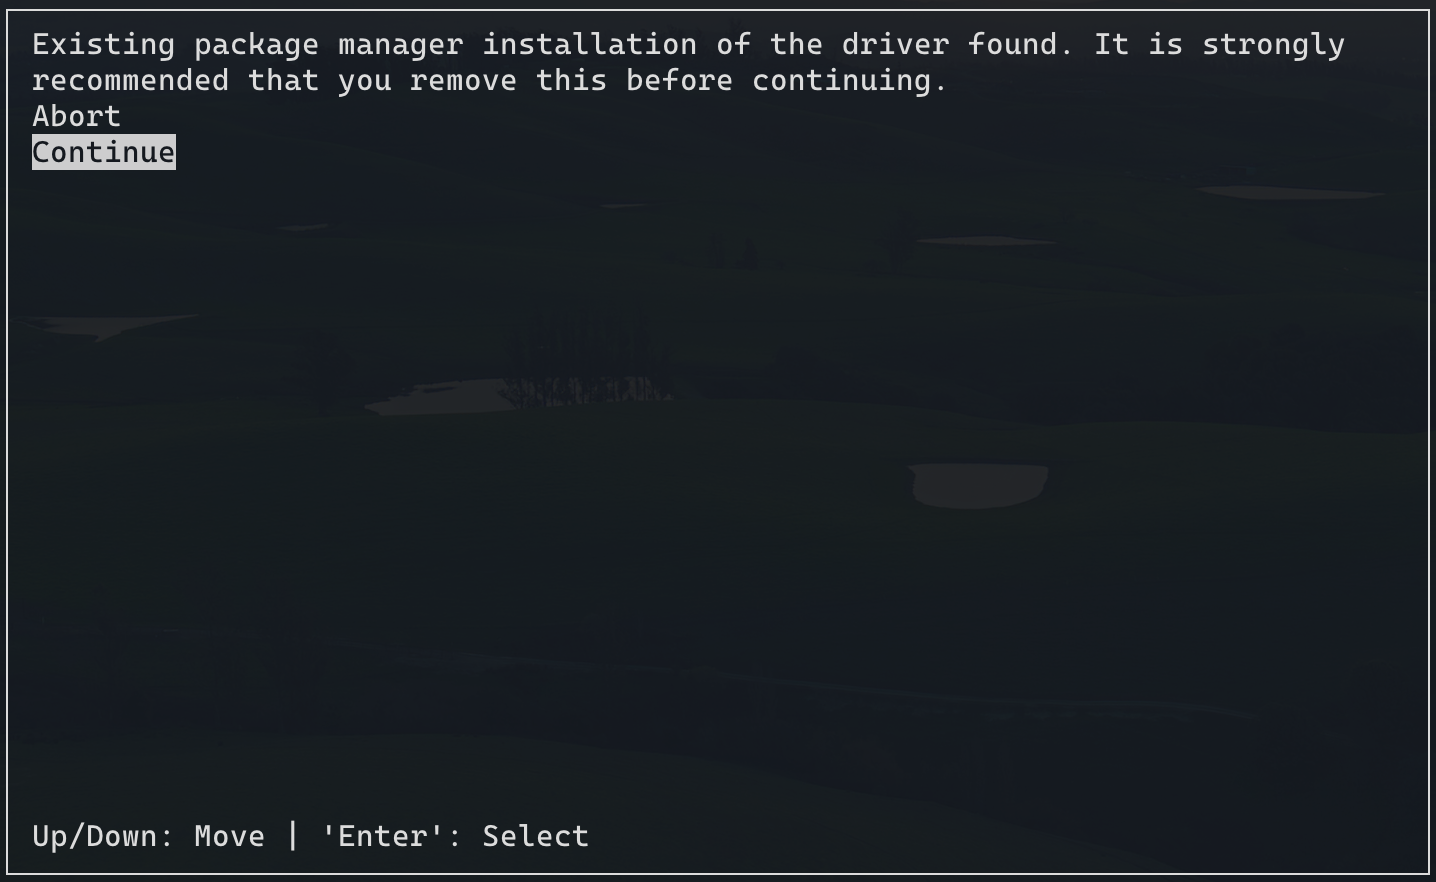 Existing package manager installation of the driver found. It is strongly
recommended that you remove this before continuing.
Abort
Continue
Up/Down: Move | 'Enter': Select